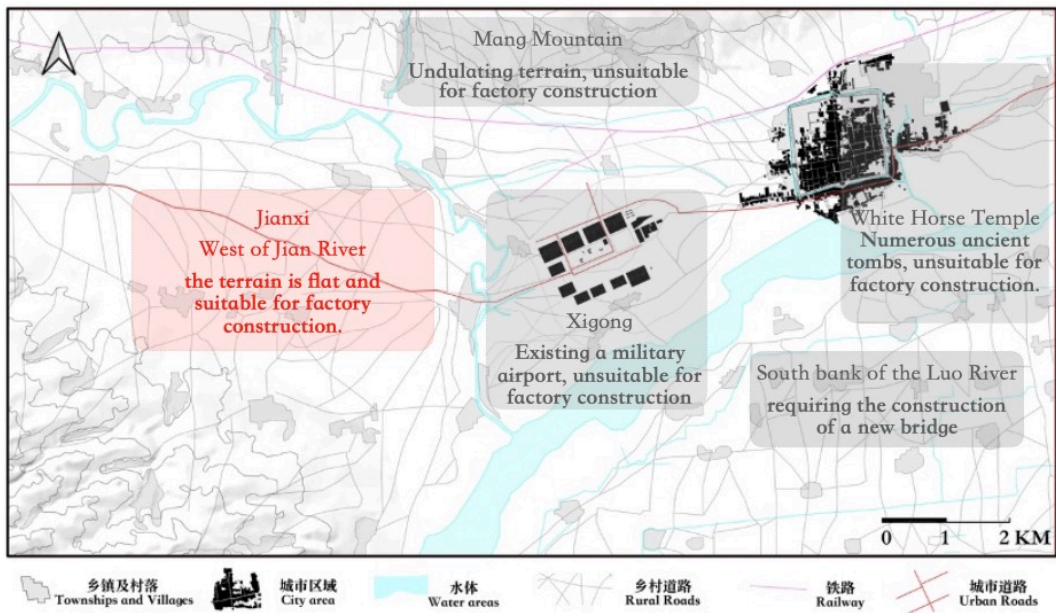 Mang Mountain
Undulating terrain, unsuitable
for factory construction
Jianxi
West of Jian River
the terrain is flat and
suitable for factory
construction.
Xigong
Existing a military
airport, unsuitable for
factory construction
White Horse Temple
Numerous ancient
tombs, unsuitable for
factory construction.
South bank of the Luo River
requiring the construction
of a new bridge
0 1 2 KM
乡镇及村落
Townships and Villages
城市区域
City area
水体
Water areas
乡村道路
Rural Roads
铁路
Railway
城市道路
Urban Roads